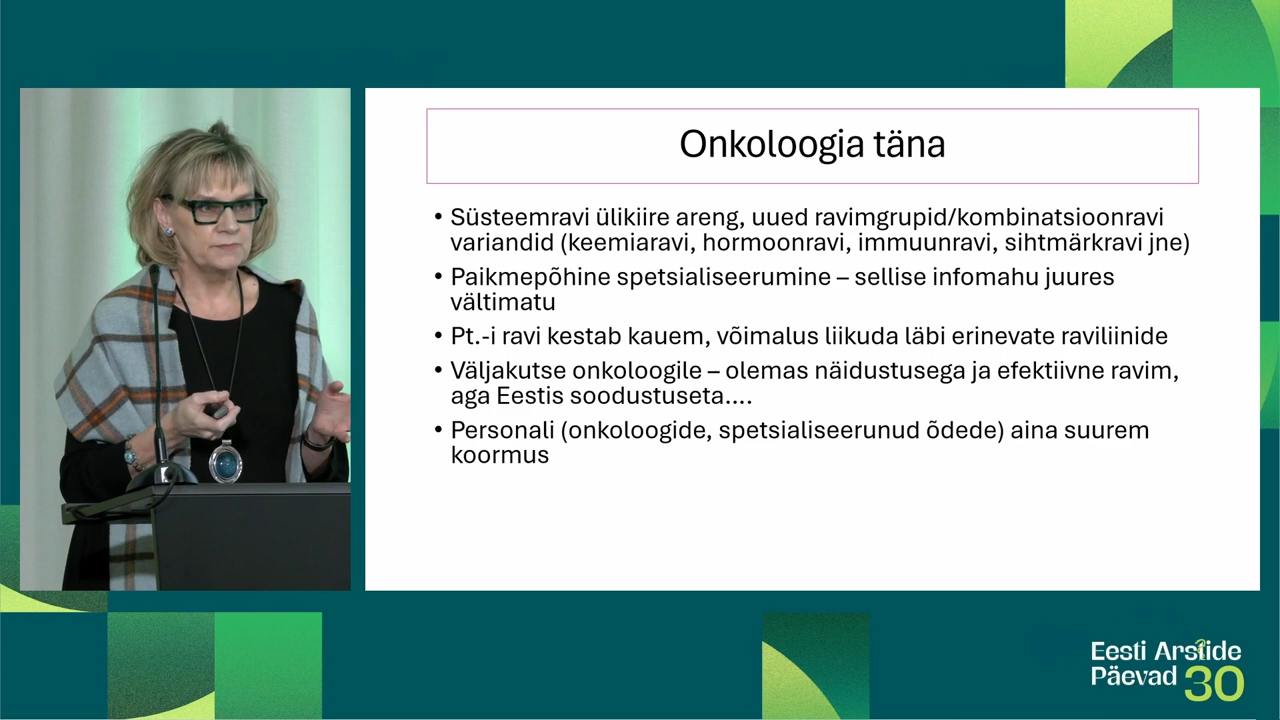 Onkoloogia täna
• Süsteemravi ülikiire areng, uued ravimgrupid/kombinatsioonravi
variandid (keemiaravi, hormoonravi, immuunravi, sihtmärkravi jne)
• Paikmepõhine spetsialiseerumine – sellise infomahu juures
vältimatu
• Pt.-i ravi kestab kauem, võimalus liikuda läbi erinevate raviliinide
• Väljakutse onkoloogile – olemas näidustusega ja efektiivne ravim,
aga Eestis soodustuseta....
• Personali (onkoloogide, spetsialiseerunud õdede) aina suurem
koormus
Eesti Arstide
Päevad 30